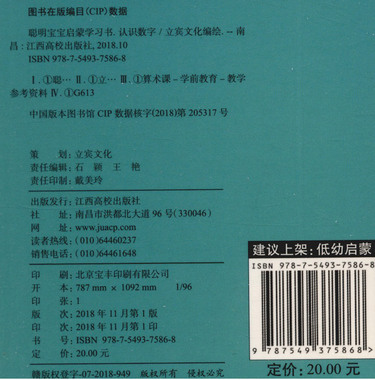 图书在版编目(CIP)数据
聪明宝宝启蒙学习书. 认识数字 / 立宾文化编绘. -- 南
昌 : 江西高校出版社, 2018.10
ISBN 978-7-5493-7586-8
Ⅰ. ①聪… Ⅱ. ①立… Ⅲ. ①算术课－学前教育－教学
参考资料 Ⅳ. ①G613
中国版本图书馆 CIP 数据核字(2018)第 205317 号
策 划: 立宾文化
责任编辑: 石 颖 王 艳
责任印制: 戴美玲
出版发行: 江西高校出版社
社 址: 南昌市洪都北大道 96 号(330046)
网 址: www.juacp.com
读者热线: (010)64460237
销售电话: (010)64461648
印 刷: 北京宝丰印刷有限公司
开 本: 787 mm × 1092 mm 1/96
印 张: 1
版 次: 2018 年 11 月第 1 版
印 次: 2018 年 11 月第 1 印
书 号: ISBN 978-7-5493-7586-8
定 价: 20.00 元
赣版权登字-07-2018-949 版权所有 侵权必究
建议上架: 低幼启蒙
ISBN 978-7-5493-7586-8
9 787549 375868 >
定价: 20.00 元